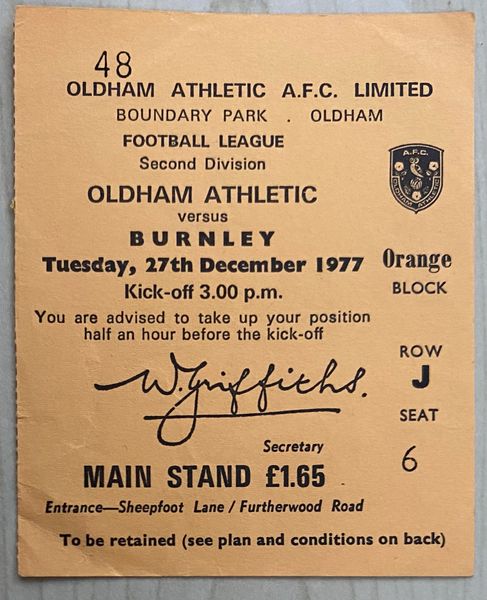 48
OLDHAM ATHLETIC A.F.C. LIMITED
BOUNDARY PARK . OLDHAM
FOOTBALL LEAGUE
Second Division
A.F.C.
OLDHAM ATHLETIC
OLDHAM ATHLETIC
versus
BURNLEY
Tuesday, 27th December 1977
Orange
BLOCK
Kick-off 3.00 p.m.
You are advised to take up your position
half an hour before the kick-off
ROW
J
W. Griffiths.
SEAT
6
Secretary
MAIN STAND £1.65
Entrance—Sheepfoot Lane / Furtherwood Road
To be retained (see plan and conditions on back)